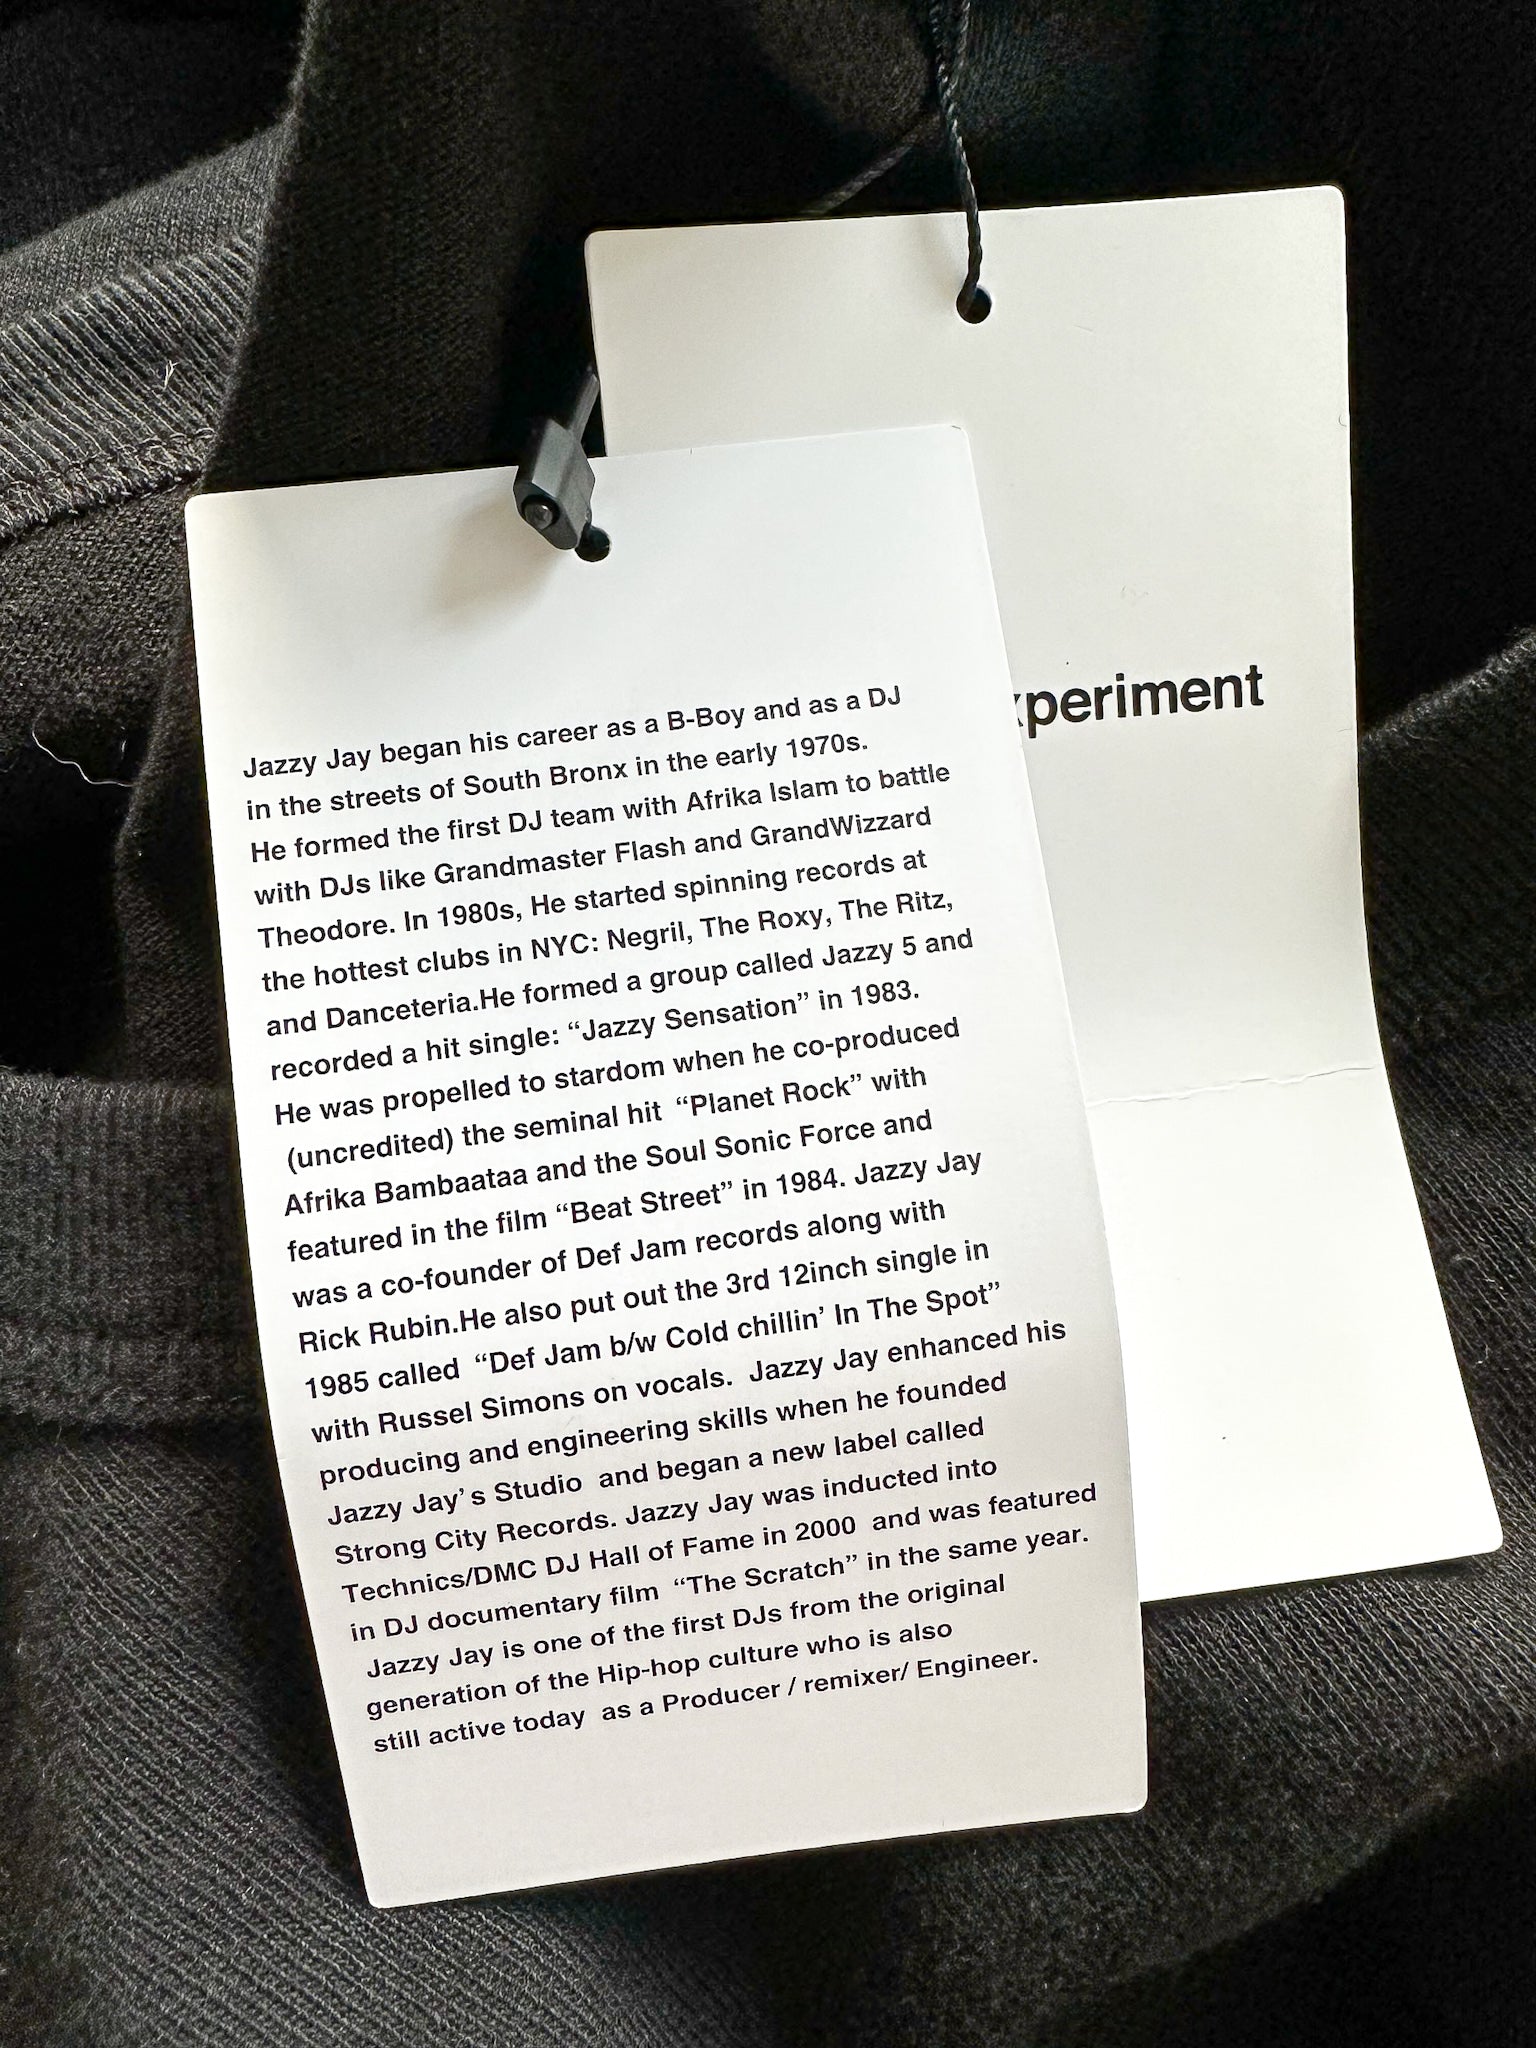 Jazzy Jay began his career as a B-Boy and as a DJ
in the streets of South Bronx in the early 1970s.
He formed the first DJ team with Afrika Islam to battle
with DJs like Grandmaster Flash and GrandWizzard
Theodore. In 1980s, He started spinning records at
the hottest clubs in NYC: Negril, The Roxy, The Ritz,
and Danceteria.He formed a group called Jazzy 5 and
recorded a hit single: “Jazzy Sensation” in 1983.
He was propelled to stardom when he co-produced
(uncredited) the seminal hit “Planet Rock” with
Afrika Bambaataa and the Soul Sonic Force and
featured in the film “Beat Street” in 1984. Jazzy Jay
was a co-founder of Def Jam records along with
Rick Rubin.He also put out the 3rd 12inch single in
1985 called “Def Jam b/w Cold chillin’ In The Spot”
with Russel Simons on vocals. Jazzy Jay enhanced his
producing and engineering skills when he founded
Jazzy Jay’s Studio and began a new label called
Strong City Records. Jazzy Jay was inducted into
Technics/DMC DJ Hall of Fame in 2000 and was featured
in DJ documentary film “The Scratch” in the same year.
Jazzy Jay is one of the first DJs from the original
generation of the Hip-hop culture who is also
still active today as a Producer / remixer/ Engineer.
xperiment